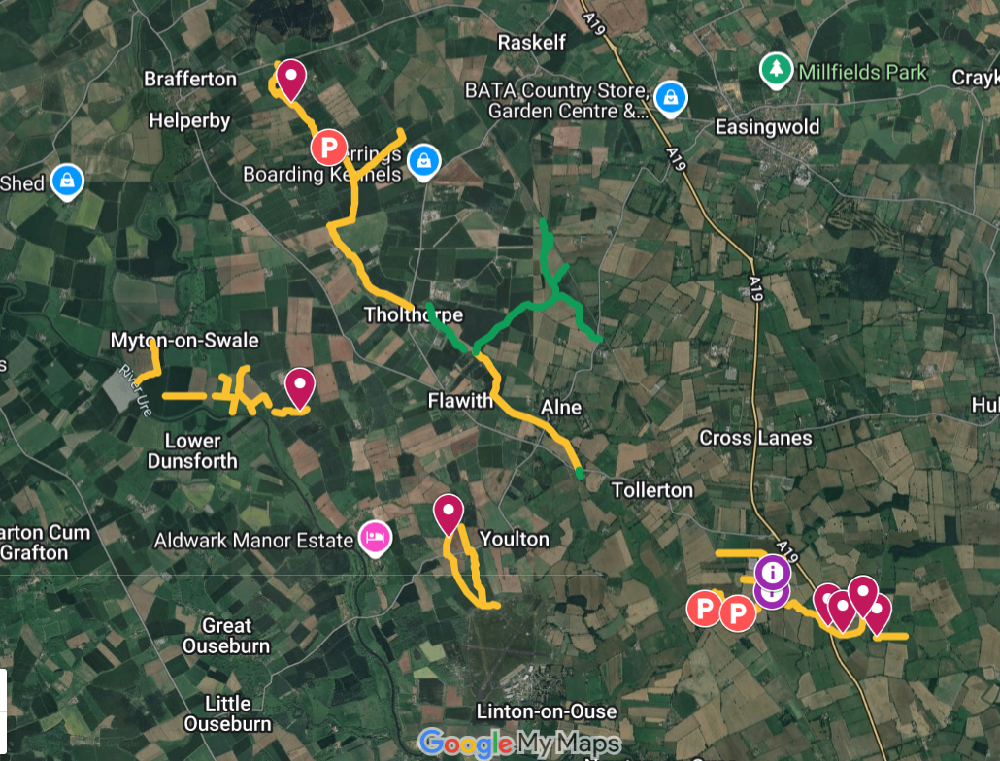 A19
Raskelf
Brafferton
Millfields Park
Crayk
BATA Country Store,
Garden Centre &...
Helperby
Easingwold
P
errings
Boarding Kennels
A19
Shed
A19
Tholthorpe
Myton-on-Swale
s
River Ure
Flawith
Alne
Hu
Cross Lanes
Lower
Dunsforth
Tollerton
arton Cum
Grafton
Aldwark Manor Estate
Youlton
A19
i
P
P
Great
Ouseburn
Little
Ouseburn
Linton-on-Ouse
Google My Maps